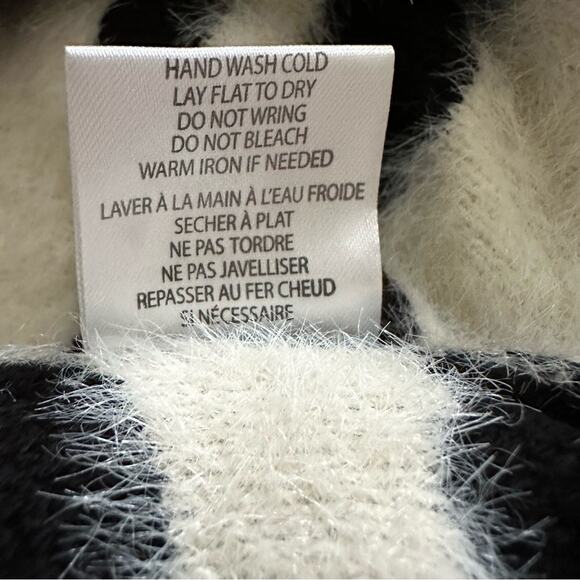 HAND WASH COLD
LAY FLAT TO DRY
DO NOT WRING
DO NOT BLEACH
WARM IRON IF NEEDED
LAVER À LA MAIN À L'EAU FROIDE
SECHER À PLAT
NE PAS TORDRE
NE PAS JAVELLISER
REPASSER AU FER CHEUD
SI NÉCESSAIRE